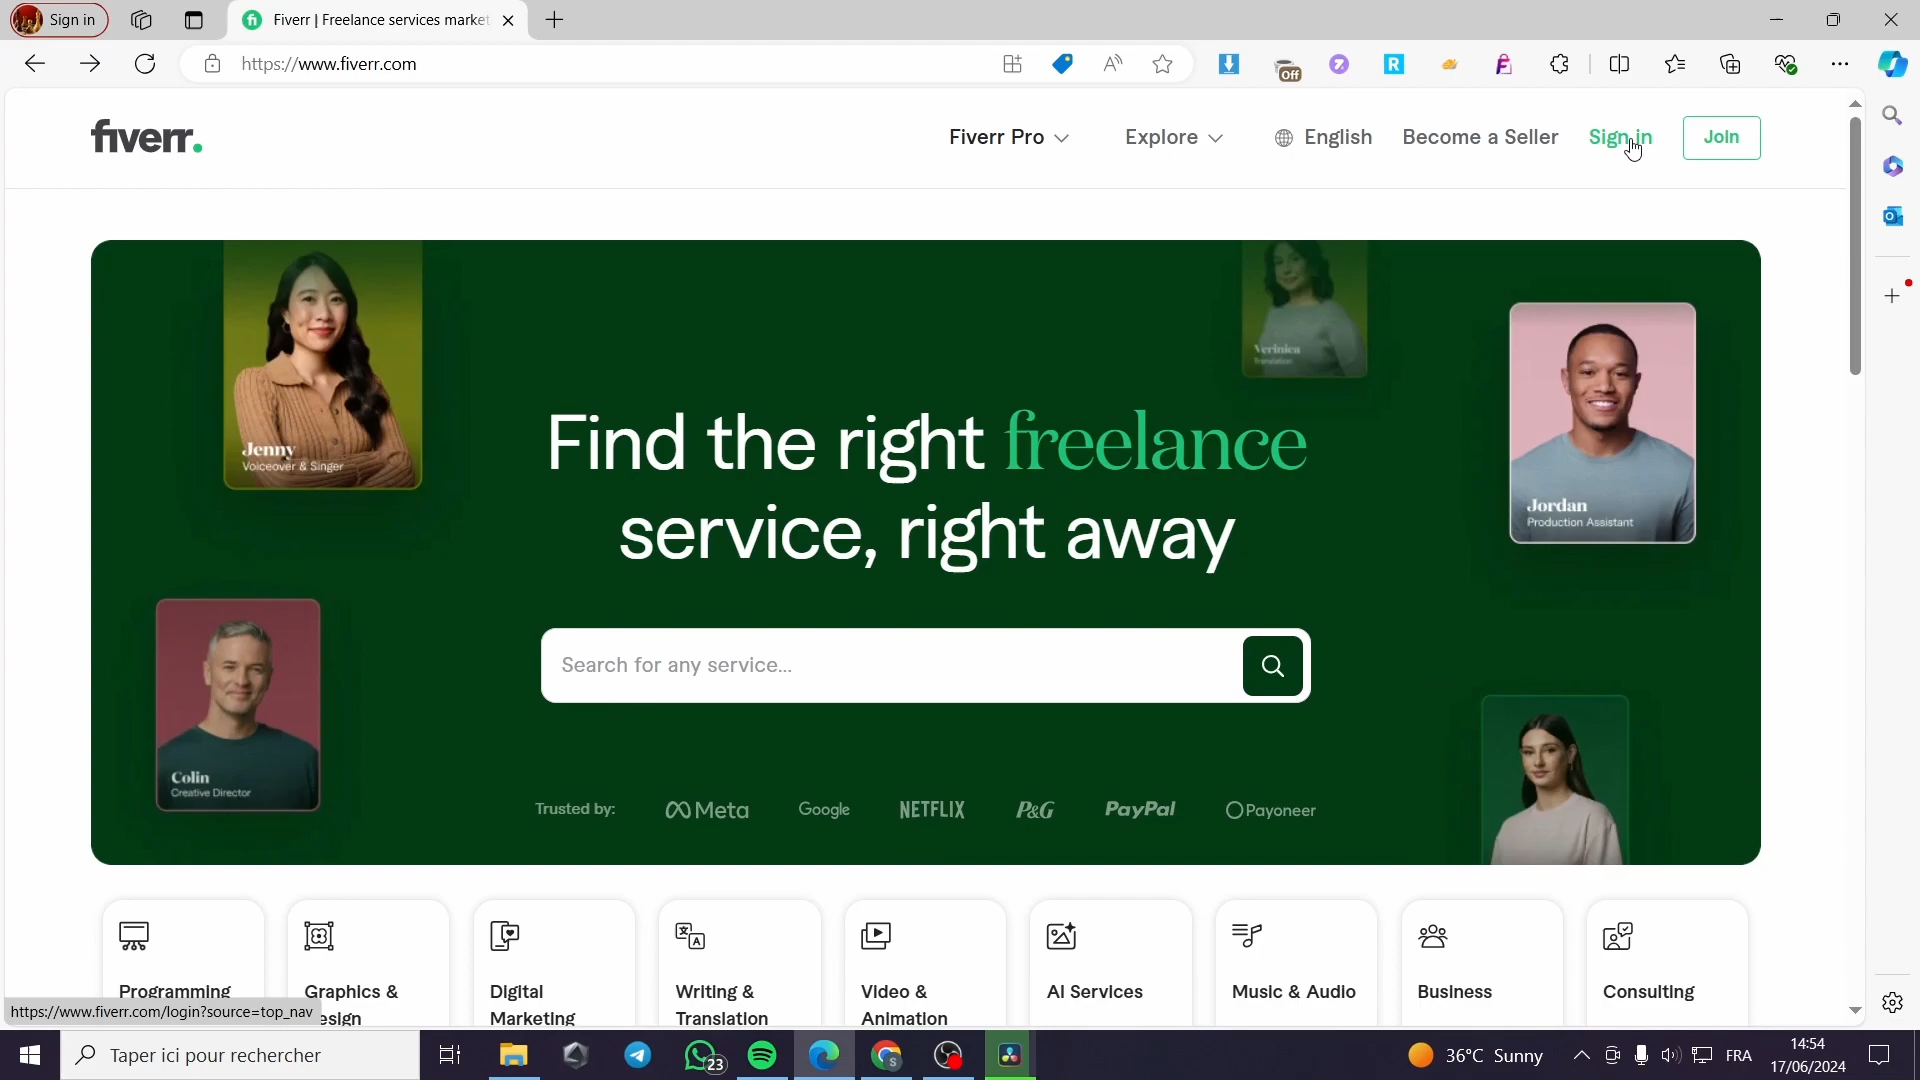 Sign in
Fiverr | Freelance services market
https://www.fiverr.com
Off
fiverr.
Fiverr Pro
Explore
English
Become a Seller
Sign in
Join
Jenny
Voiceover & Singer
Verinica
Translation
Jordan
Production Assistant
Find the right freelance
service, right away
Search for any service...
Colin
Creative Director
Trusted by:
Meta
Google
NETFLIX
P&G
PayPal
Payoneer
Programming
Graphics &
Digital
Marketing
Writing &
Translation
Video &
Animation
AI Services
Music & Audio
Business
Consulting
https://www.fiverr.com/login?source=top_nav
Taper ici pour rechercher
23
36°C Sunny
FRA
14:54
17/06/2024